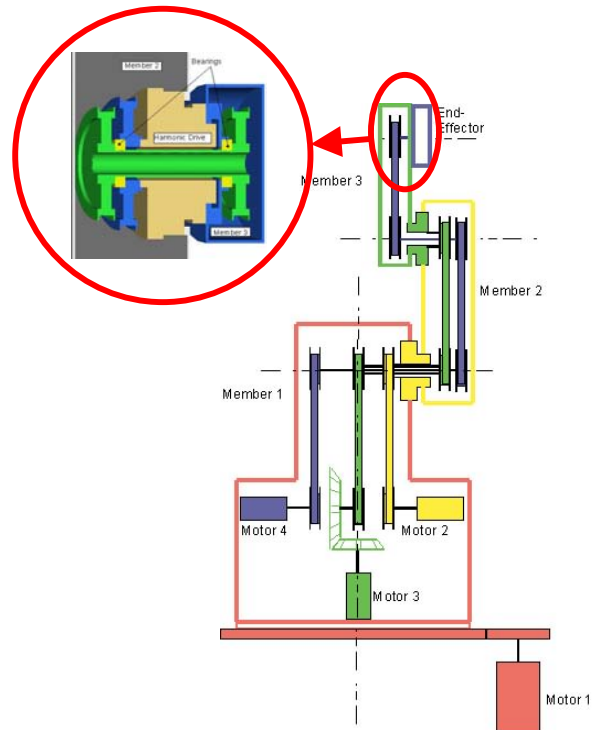 Member 2
Bearings
Harmonic Drive
Member 3
End-
Effector
Member 3
Member 2
Member 1
Motor 4
Motor 2
Motor 3
Motor 1